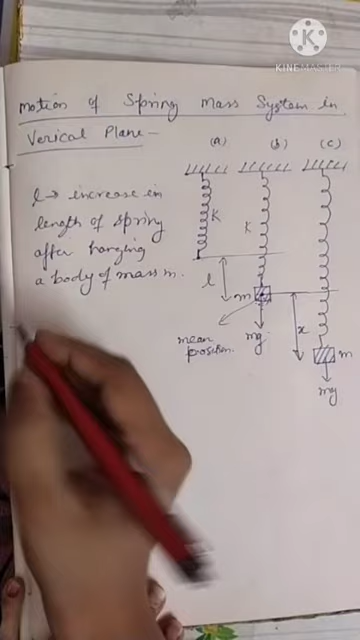 K
KINEMASTER
motion of Spring Mass System in
Verical Plane -
(a) (b) (c)
l → increase in
length of spring
after hanging
a body of mass m.
K
K
l
m
mean
position.
mg
x
m
mg